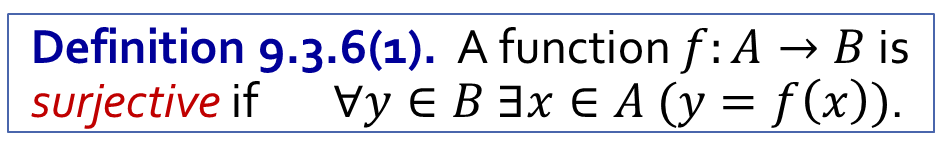 Definition 9.3.6(1). A function f: A → B is
surjective if ∀y ∈ B ∃x ∈ A (y = f(x)).